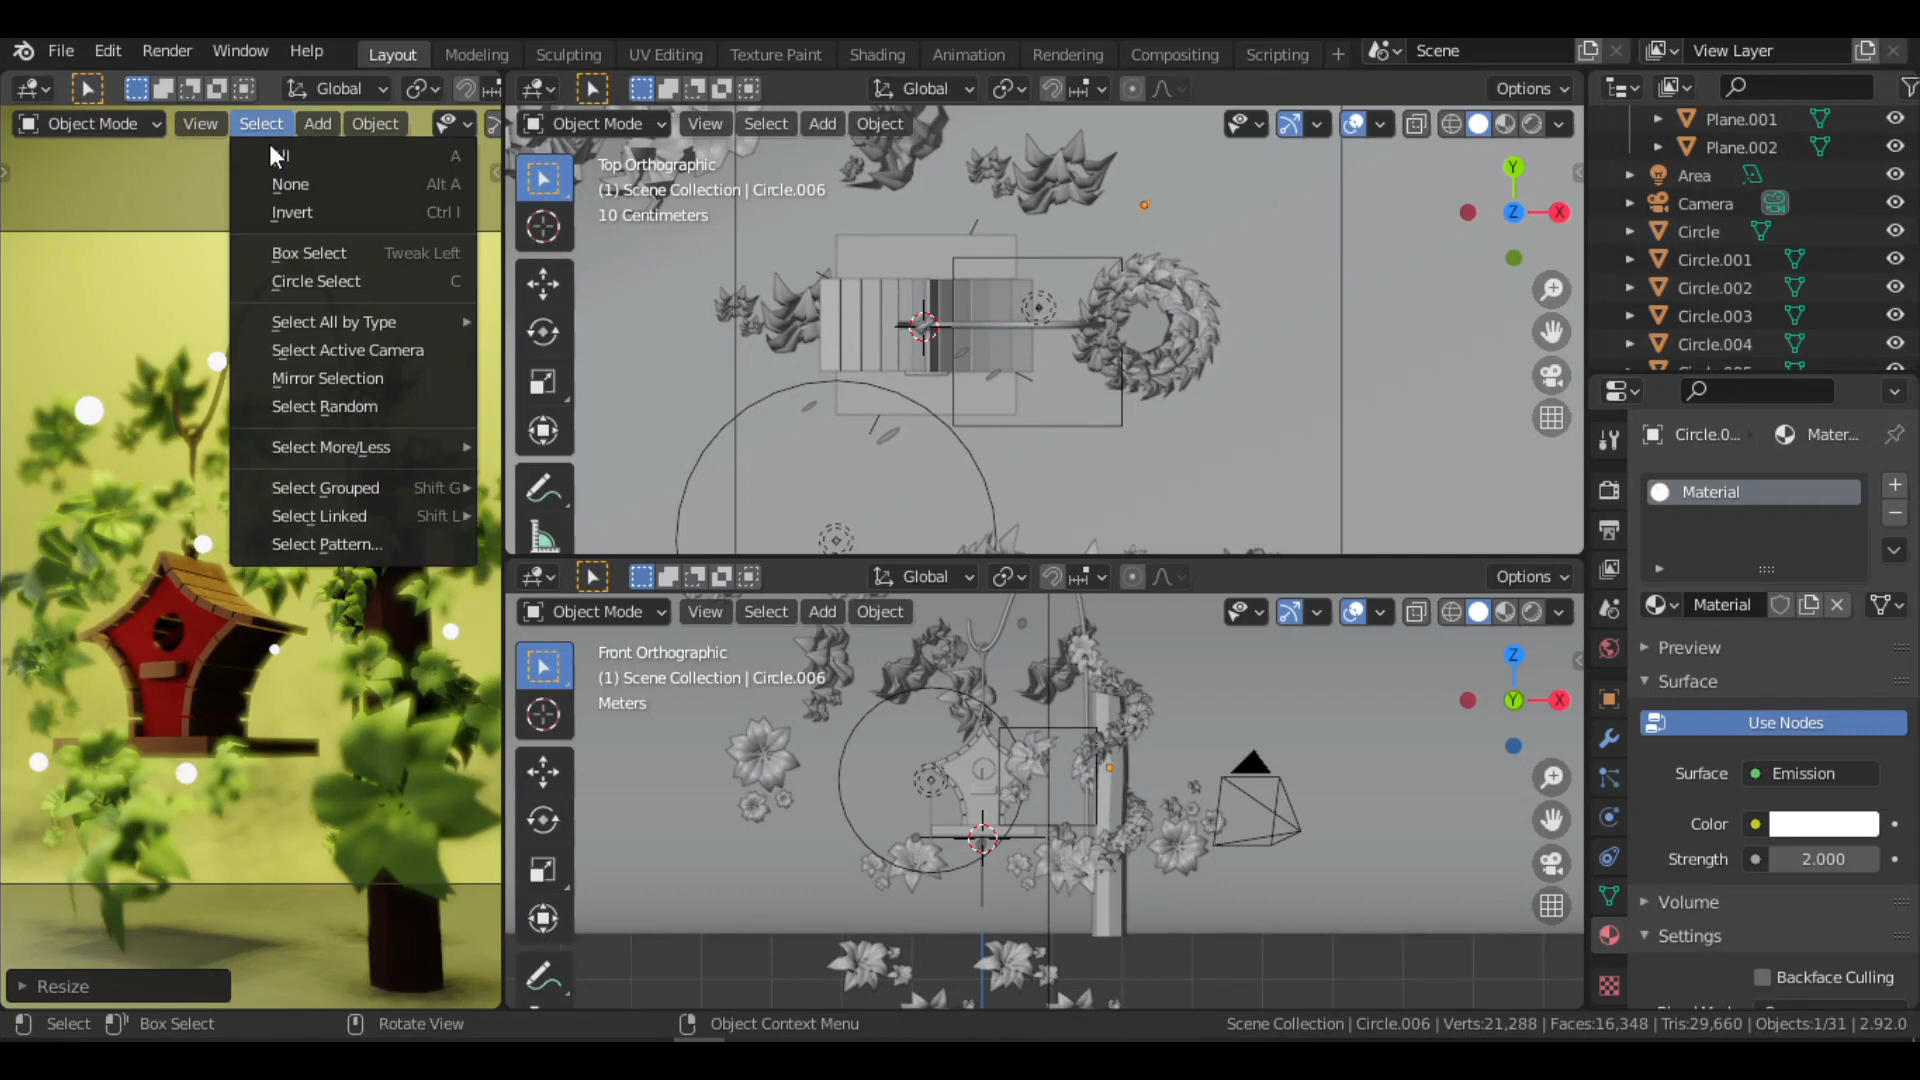 File Edit Render Window Help Layout Modeling Sculpting UV Editing Texture Paint Shading Animation Rendering Compositing Scripting + Scene View Layer
Global
Global
Options
Object Mode View Select Add Object
Object Mode View Select Add Object
A
None Alt A
Invert Ctrl I
Box Select Tweak Left
Circle Select C
Select All by Type
Select Active Camera
Mirror Selection
Select Random
Select More/Less
Select Grouped Shift G
Select Linked Shift L
Select Pattern...
Resize
Top Orthographic
(1) Scene Collection | Circle.006
10 Centimeters
Y
Z
X
Global
Options
Object Mode View Select Add Object
Front Orthographic
(1) Scene Collection | Circle.006
Meters
Z
Y
X
Plane.001
Plane.002
Area
Camera
Circle
Circle.001
Circle.002
Circle.003
Circle.004
Circle.0... Mater...
Material
Material
Preview
Surface
Use Nodes
Surface Emission
Color
Strength 2.000
Volume
Settings
Backface Culling
Select Box Select Rotate View Object Context Menu Scene Collection | Circle.006 | Verts:21,288 | Faces:16,348 | Tris:29,660 | Objects:1/31 | 2.92.0